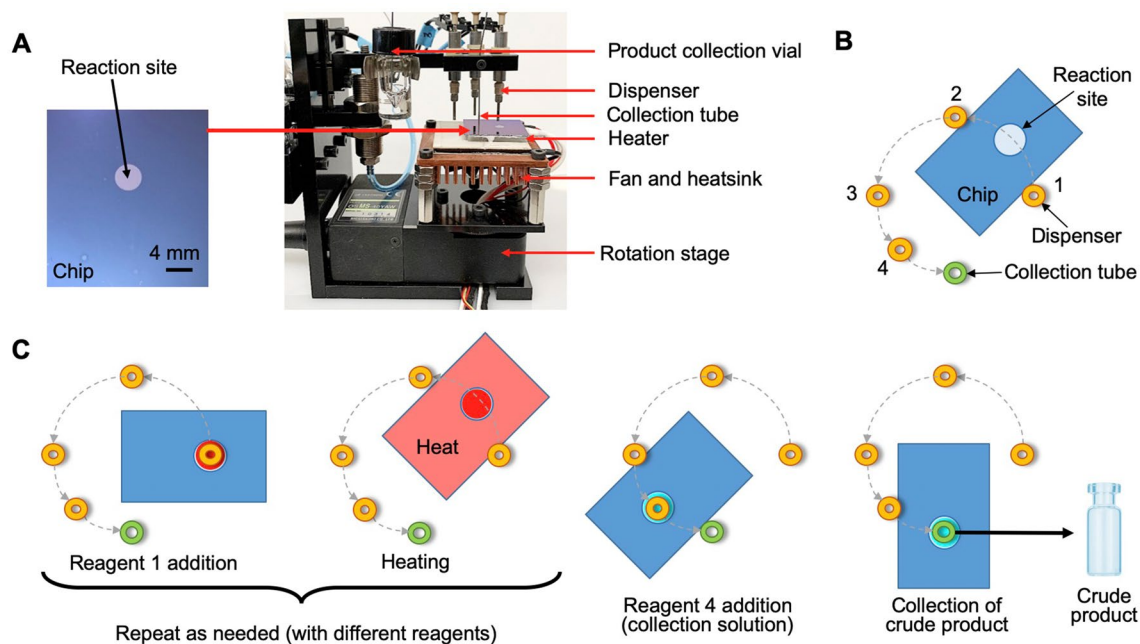 A
Reaction site
Chip
4 mm
Product collection vial
Dispenser
Collection tube
Heater
Fan and heatsink
Rotation stage
B
Reaction
site
2
1
3
4
Chip
Dispenser
Collection tube
C
Reagent 1 addition
Heat
Heating
Repeat as needed (with different reagents)
Reagent 4 addition
(collection solution)
Collection of
crude product
Crude
product